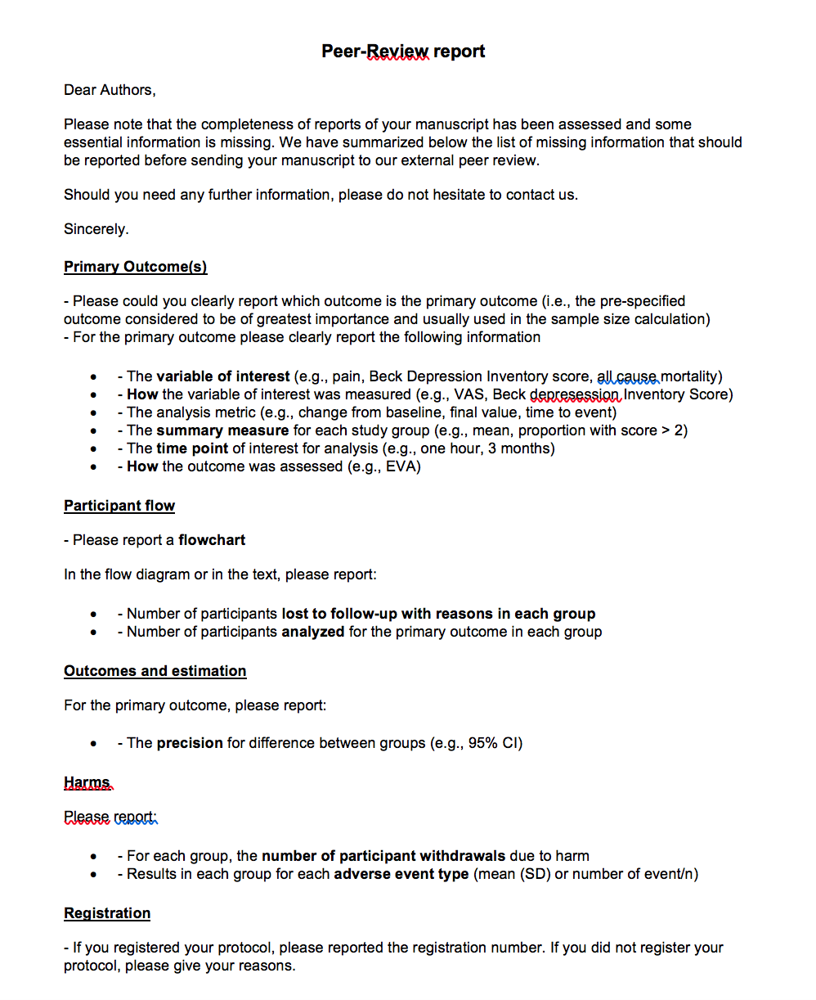 Peer-Review report
Dear Authors,
Please note that the completeness of reports of your manuscript has been assessed and some
essential information is missing. We have summarized below the list of missing information that should
be reported before sending your manuscript to our external peer review.
Should you need any further information, please do not hesitate to contact us.
Sincerely.
Primary Outcome(s)
- Please could you clearly report which outcome is the primary outcome (i.e., the pre-specified
outcome considered to be of greatest importance and usually used in the sample size calculation)
- For the primary outcome please clearly report the following information
• - The variable of interest (e.g., pain, Beck Depression Inventory score, all cause mortality)
• - How the variable of interest was measured (e.g., VAS, Beck depresession Inventory Score)
• - The analysis metric (e.g., change from baseline, final value, time to event)
• - The summary measure for each study group (e.g., mean, proportion with score > 2)
• - The time point of interest for analysis (e.g., one hour, 3 months)
• - How the outcome was assessed (e.g., EVA)
Participant flow
- Please report a flowchart
In the flow diagram or in the text, please report:
• - Number of participants lost to follow-up with reasons in each group
• - Number of participants analyzed for the primary outcome in each group
Outcomes and estimation
For the primary outcome, please report:
• - The precision for difference between groups (e.g., 95% CI)
Harms
Please report:
• - For each group, the number of participant withdrawals due to harm
• - Results in each group for each adverse event type (mean (SD) or number of event/n)
Registration
- If you registered your protocol, please reported the registration number. If you did not register your
protocol, please give your reasons.